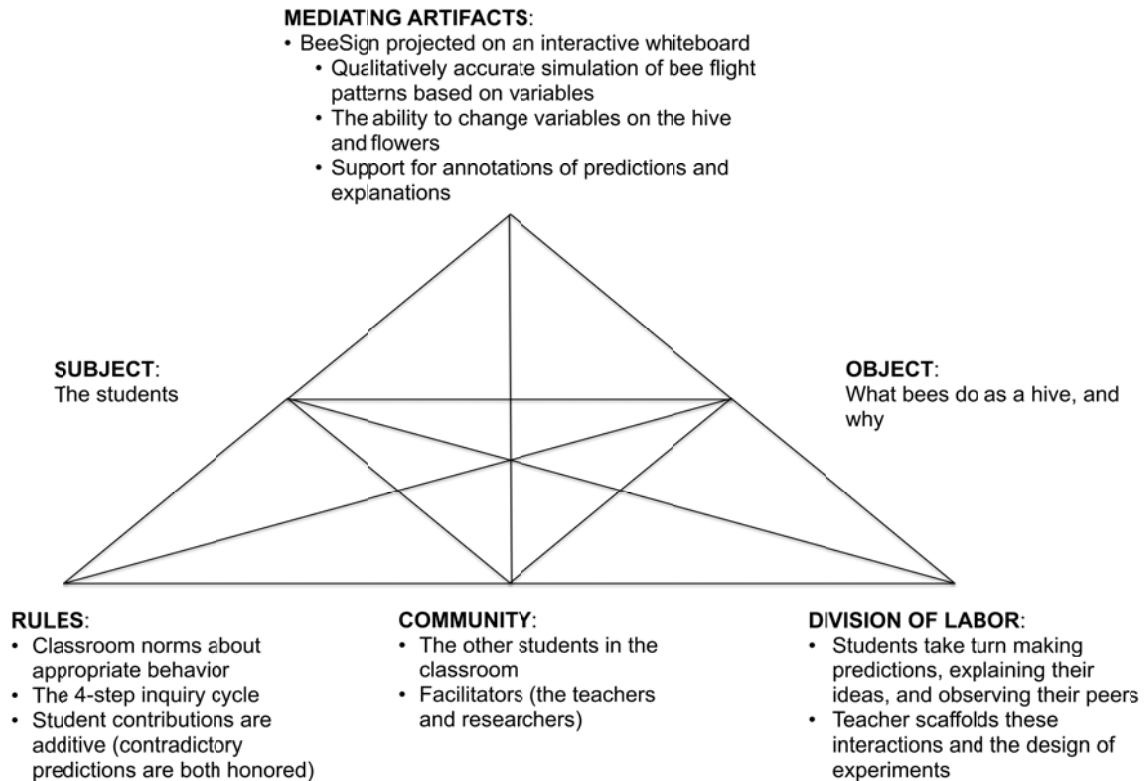 MEDIATING ARTIFACTS:
• BeeSign projected on an interactive whiteboard
• Qualitatively accurate simulation of bee flight
patterns based on variables
• The ability to change variables on the hive
and flowers
• Support for annotations of predictions and
explanations
SUBJECT:
The students
OBJECT:
What bees do as a hive, and
why
RULES:
• Classroom norms about
appropriate behavior
• The 4-step inquiry cycle
• Student contributions are
additive (contradictory
predictions are both honored)
COMMUNITY:
• The other students in the
classroom
• Facilitators (the teachers
and researchers)
DIVISION OF LABOR:
• Students take turn making
predictions, explaining their
ideas, and observing their peers
• Teacher scaffolds these
interactions and the design of
experiments